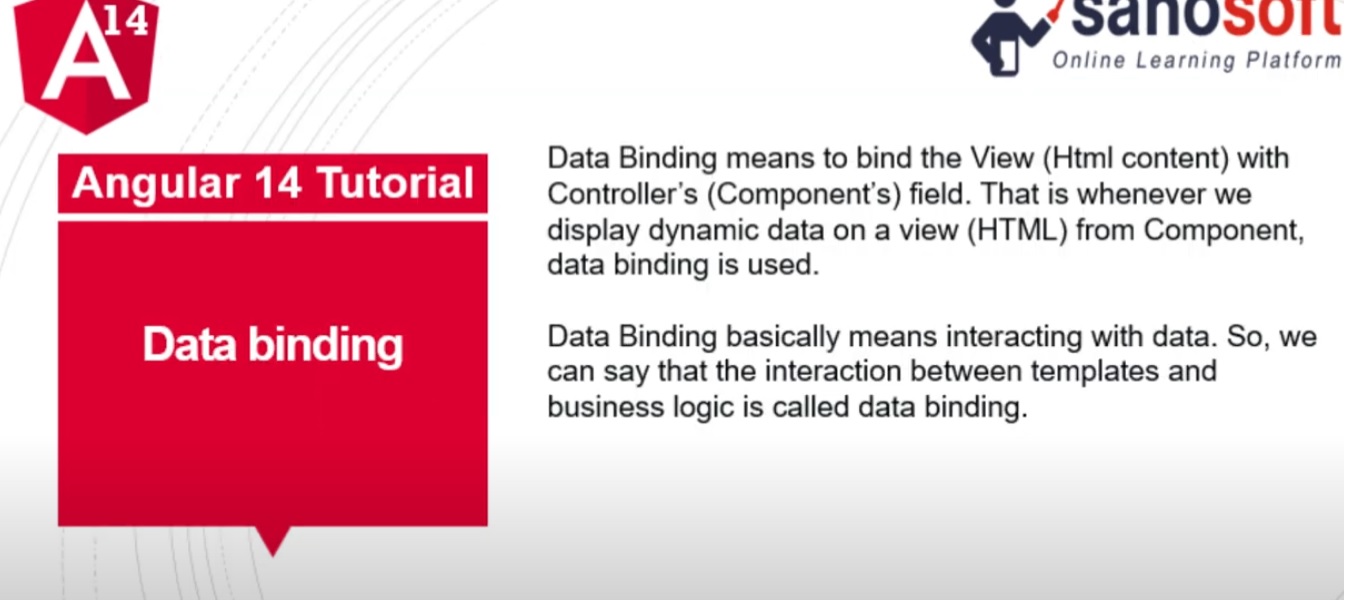 A14
sahosoft
Online Learning Platform
Angular 14 Tutorial
Data binding
Data Binding means to bind the View (Html content) with
Controller’s (Component’s) field. That is whenever we
display dynamic data on a view (HTML) from Component,
data binding is used.
Data Binding basically means interacting with data. So, we
can say that the interaction between templates and
business logic is called data binding.